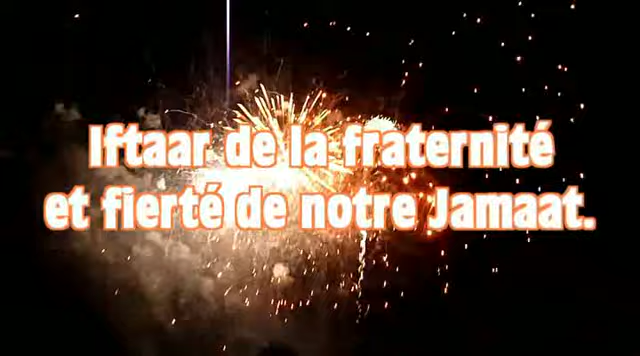 Iftaar de la fraternité
et fierté de notre Jamaat.